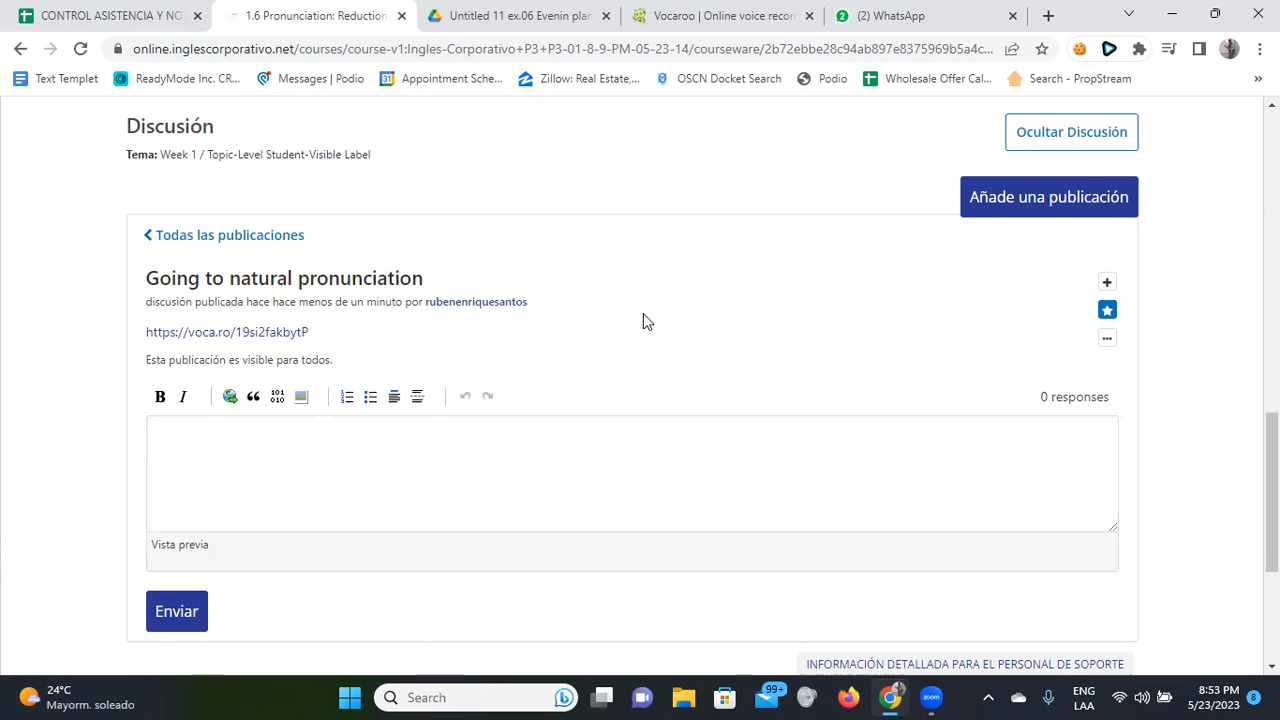 CONTROL ASISTENCIA Y NO
1.6 Pronunciation: Reduction
Untitled 11 ex.06 Evenin plan
Vocaroo | Online voice record
(2) WhatsApp
online.inglescorporativo.net/courses/course-v1:Ingles-Corporativo+P3+P3-01-8-9-PM-05-23-14/courseware/2b72ebbe28c94ab897e8375969b5a4c...
Text Templet
ReadyMode Inc. CR...
Messages | Podio
Appointment Sche...
Zillow: Real Estate,...
OSCN Docket Search
Podio
Wholesale Offer Cal...
Search - PropStream
Discusión
Ocultar Discusión
Tema: Week 1 / Topic-Level Student-Visible Label
Añade una publicación
Todas las publicaciones
Going to natural pronunciation
discusión publicada hace hace menos de un minuto por rubenenriquesantos
https://voca.ro/19si2fakbytP
Esta publicación es visible para todos.
0 responses
Vista previa
Enviar
INFORMACIÓN DETALLADA PARA EL PERSONAL DE SOPORTE
24°C
Mayorm. soleado
Search
99+
ENG
LAA
8:53 PM
5/23/2023
8